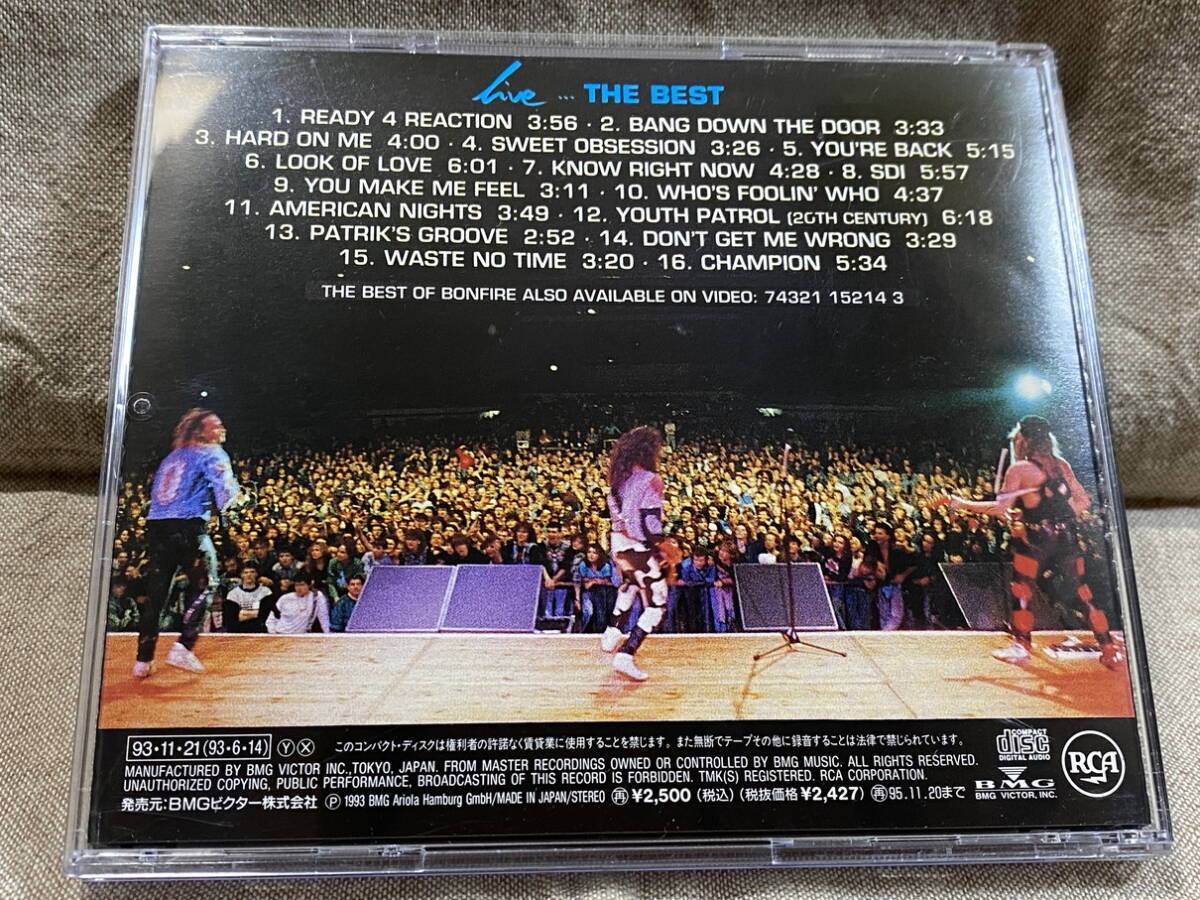 Live ... THE BEST
1. READY 4 REACTION 3:56 · 2. BANG DOWN THE DOOR 3:33
3. HARD ON ME 4:00 · 4. SWEET OBSESSION 3:26 · 5. YOU'RE BACK 5:15
6. LOOK OF LOVE 6:01 · 7. KNOW RIGHT NOW 4:28 · 8. SDI 5:57
9. YOU MAKE ME FEEL 3:11 · 10. WHO'S FOOLIN' WHO 4:37
11. AMERICAN NIGHTS 3:49 · 12. YOUTH PATROL (20TH CENTURY) 6:18
13. PATRIK'S GROOVE 2:52 · 14. DON'T GET ME WRONG 3:29
15. WASTE NO TIME 3:20 · 16. CHAMPION 5:34
THE BEST OF BONFIRE ALSO AVAILABLE ON VIDEO: 74321 15214 3
93·11·21 (93·6·14) Ⓨ Ⓧ このコンパクト・ディスクは権利者の許諾なく賃貸業に使用することを禁じます。また無断でテープその他に録音することは法律で禁じられています。
MANUFACTURED BY BMG VICTOR INC.,TOKYO, JAPAN. FROM MASTER RECORDINGS OWNED OR CONTROLLED BY BMG MUSIC. ALL RIGHTS RESERVED.
UNAUTHORIZED COPYING, PUBLIC PERFORMANCE, BROADCASTING OF THIS RECORD IS FORBIDDEN. TMK(S) REGISTERED. RCA CORPORATION.
発売元:BMGビクター株式会社 Ⓟ 1993 BMG Ariola Hamburg GmbH/MADE IN JAPAN/STEREO 再 ¥2,500 (税込) (税抜価格 ¥2,427) 再 95.11.20まで
COMPACT
disc
DIGITAL AUDIO
BMG
BMG VICTOR, INC.
RCA